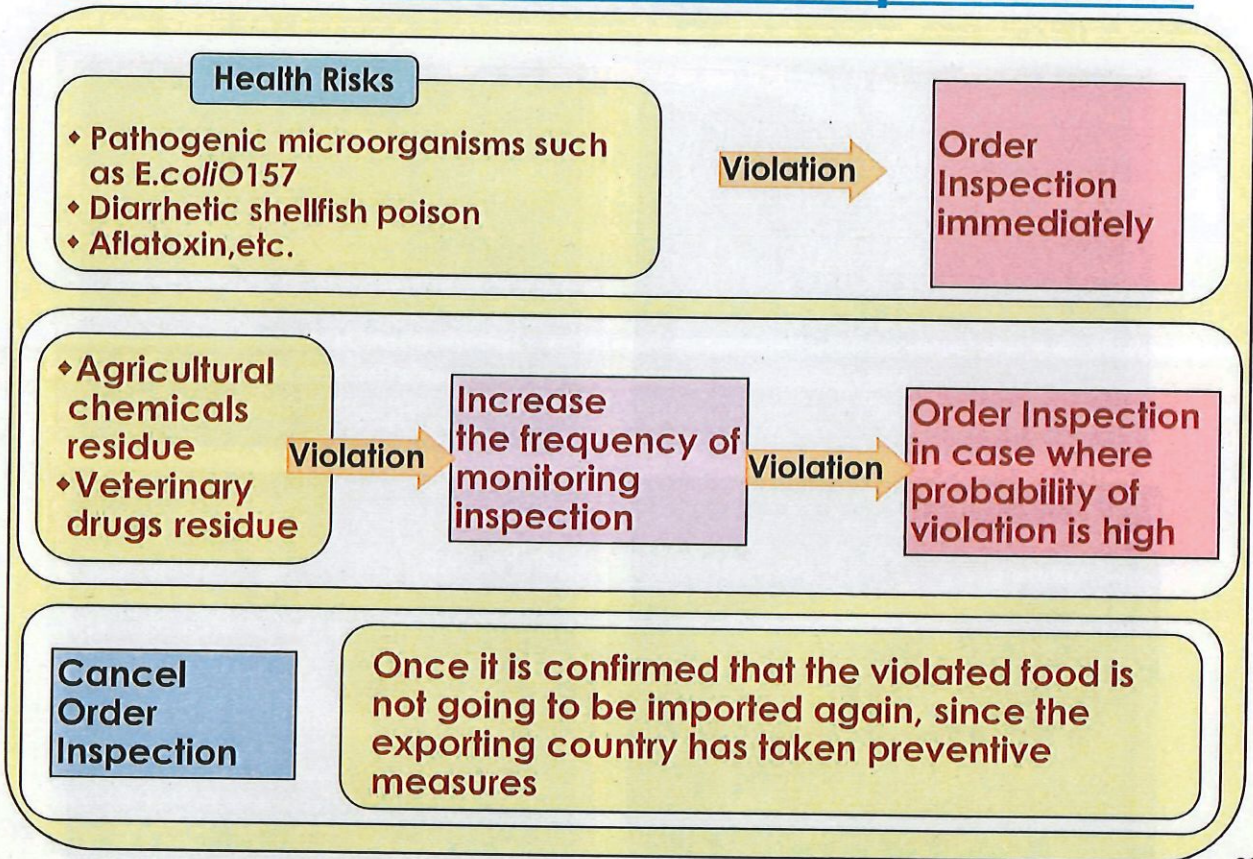 Health Risks
◆ Pathogenic microorganisms such
as E.coliO157
◆ Diarrhetic shellfish poison
◆ Aflatoxin,etc.
Violation
Order
Inspection
immediately
◆Agricultural
chemicals
residue
◆Veterinary
drugs residue
Violation
Increase
the frequency of
monitoring
inspection
Violation
Order Inspection
in case where
probability of
violation is high
Cancel
Order
Inspection
Once it is confirmed that the violated food is
not going to be imported again, since the
exporting country has taken preventive
measures